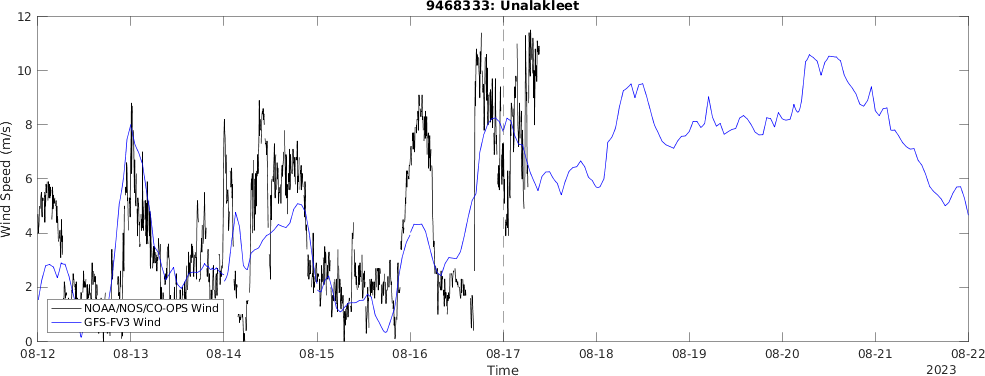 9468333: Unalakleet
Wind Speed (m/s)
12
10
8
6
4
2
0
NOAA/NOS/CO-OPS Wind
GFS-FV3 Wind
08-12 08-13 08-14 08-15 08-16 08-17 08-18 08-19 08-20 08-21 08-22
Time
2023